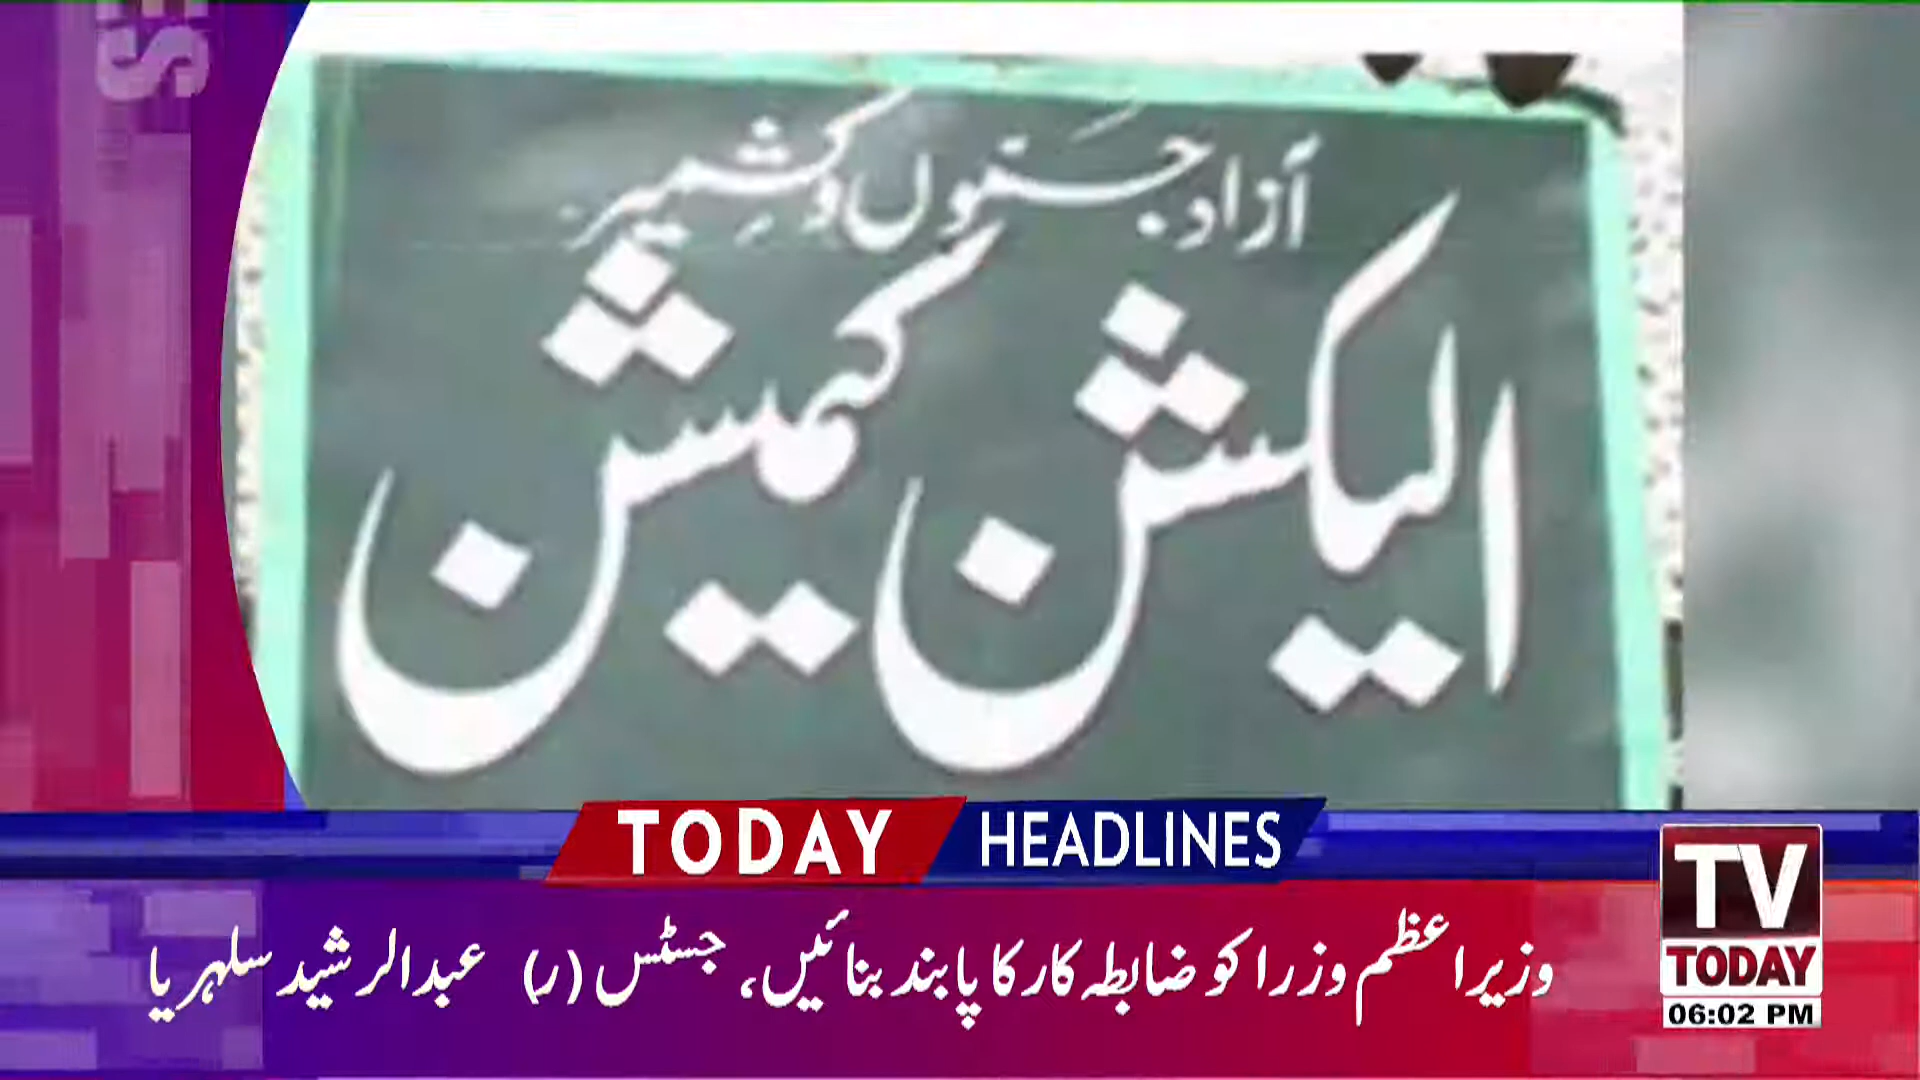 آزاد جموں و کشمیر
الیکشن کمیشن
TODAY HEADLINES
وزیراعظم وزرا کو ضابطہ کار کا پابند بنائیں، جسٹس (ر) عبدالرشید سلہریا
TV
TODAY
06:02 PM